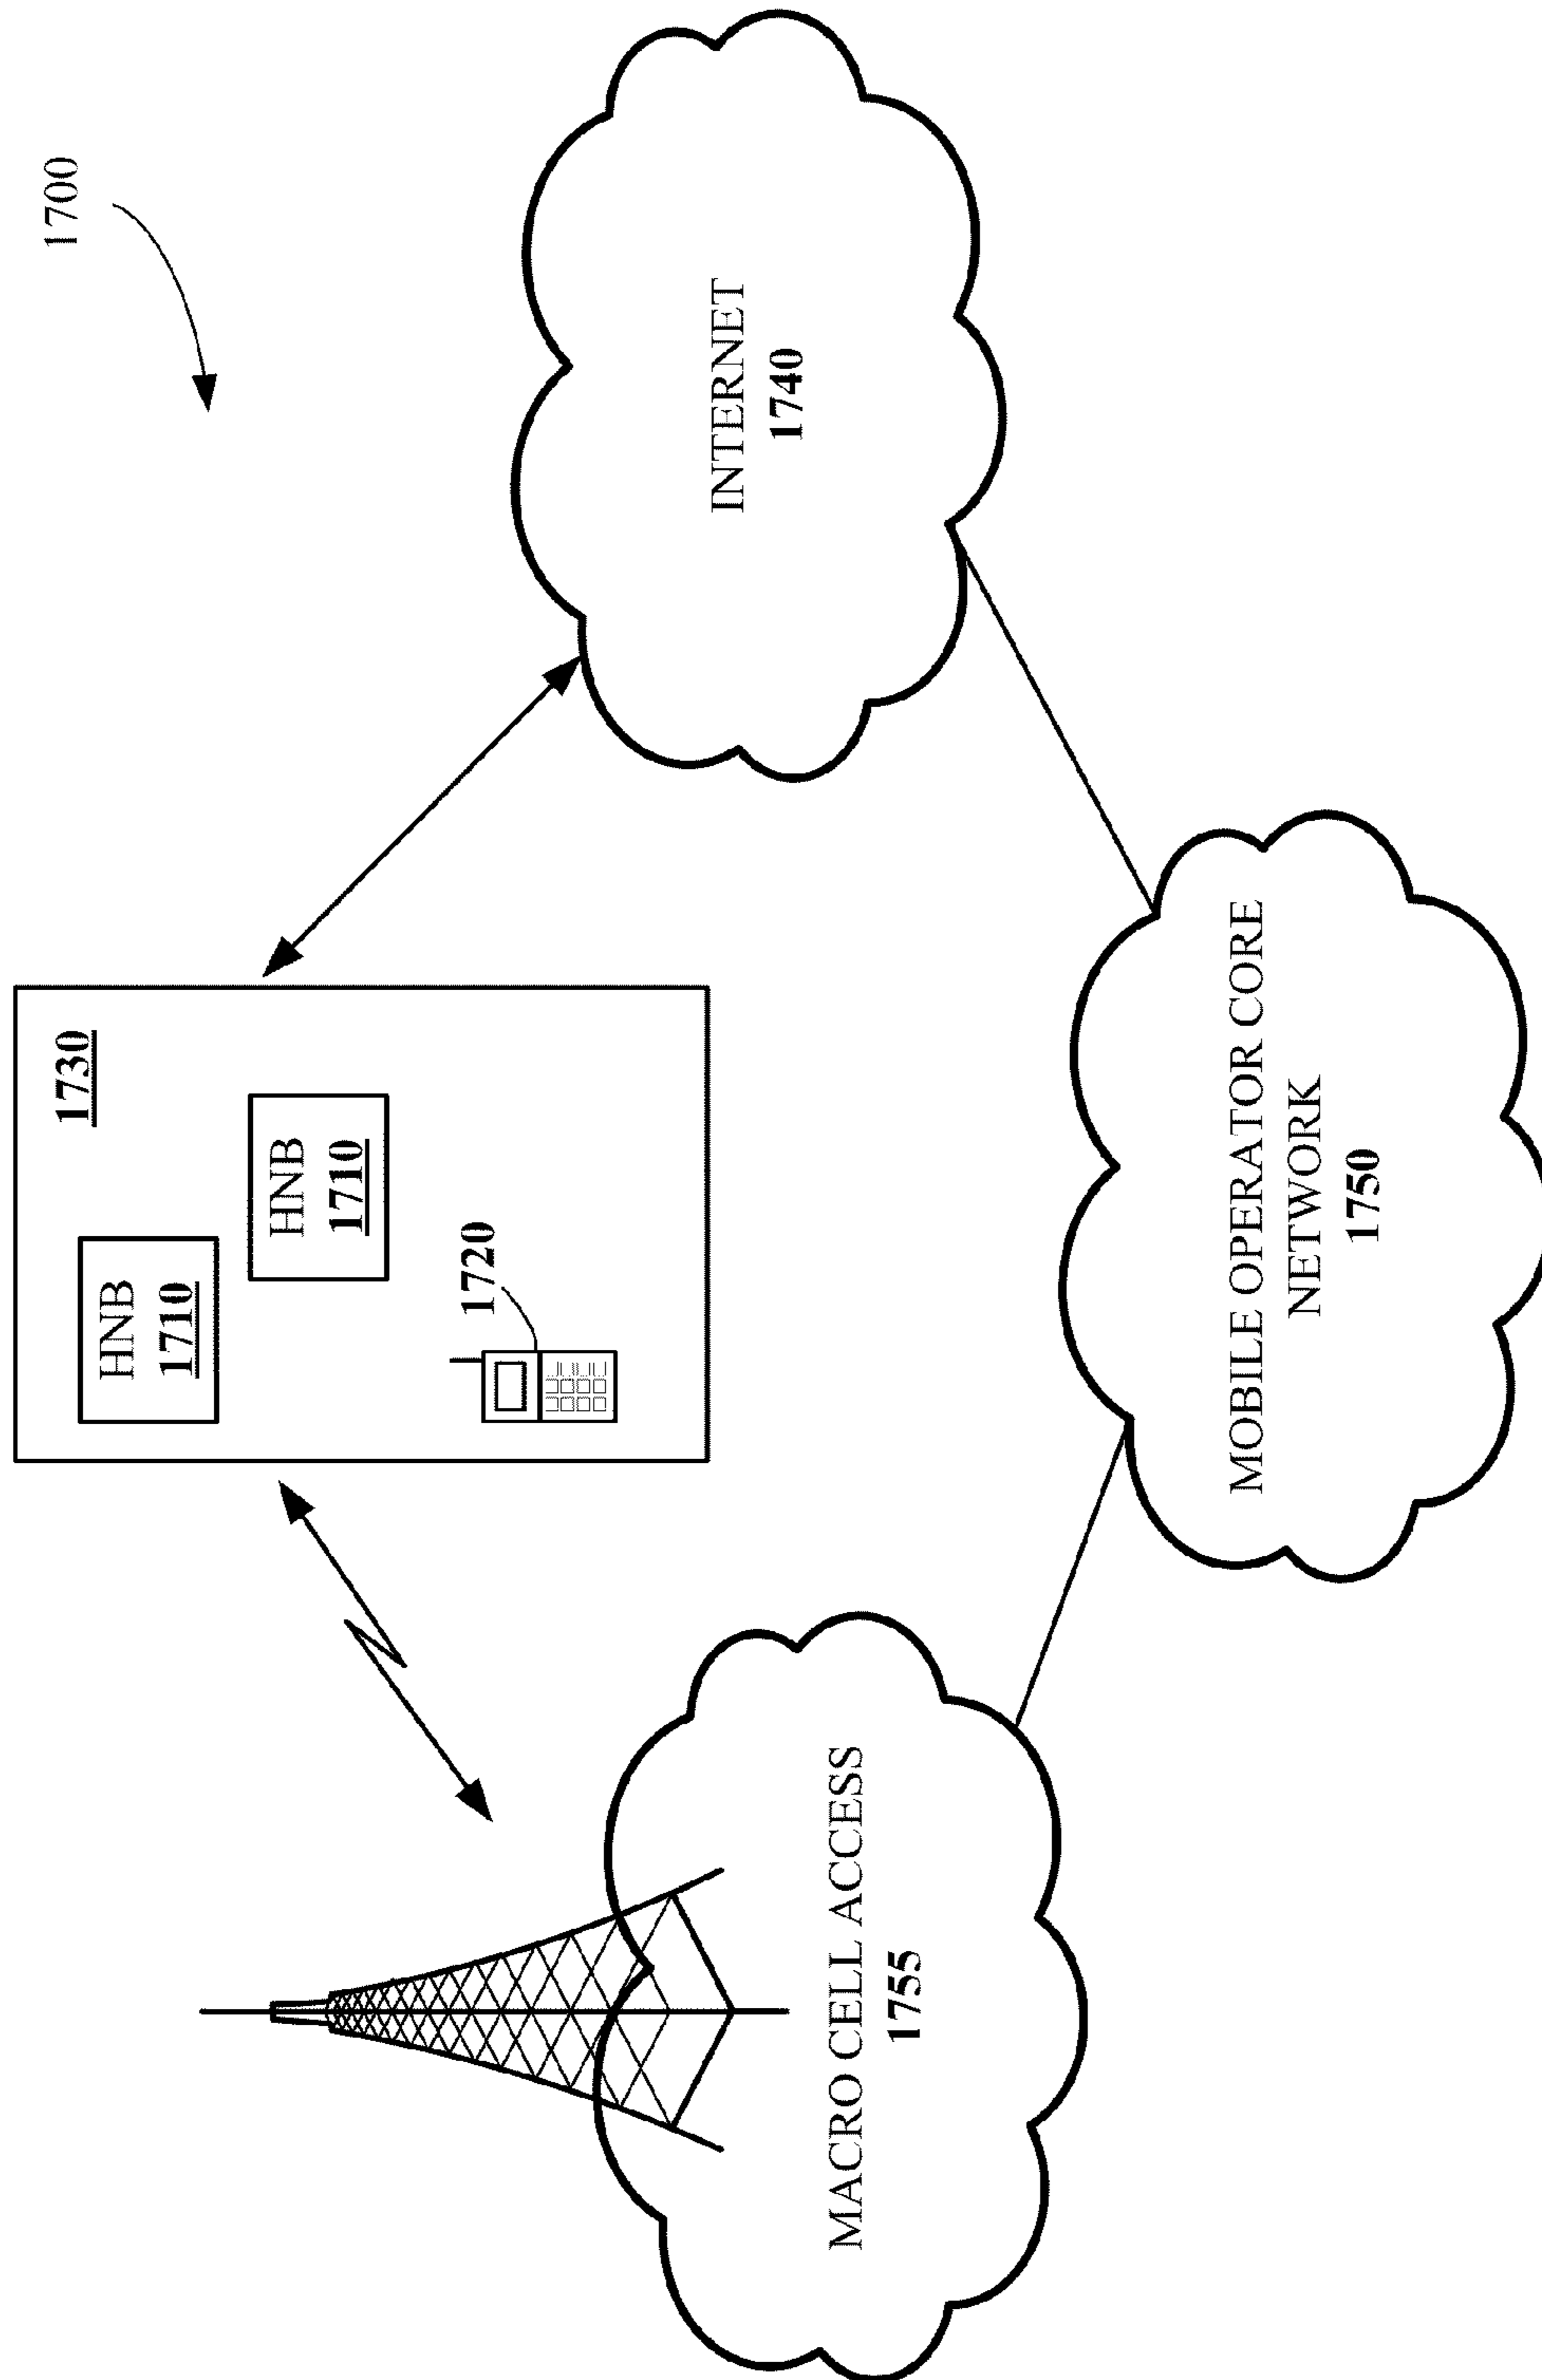 1700
1730
HNB
1710
HNB
1710
1720
INTERNET
1740
MACRO CELL ACCESS
1755
MOBILE OPERATOR CORE
NETWORK
1750